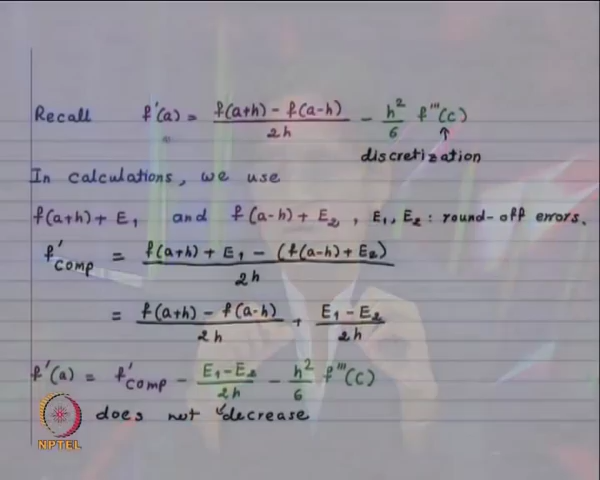 Recall f'(a) = f(a+h) - f(a-h) / 2h - h²/6 f'''(c)
discretization
In calculations, we use
f(a+h) + E₁ and f(a-h) + E₂, E₁, E₂ : round-off errors.
f'comp = f(a+h) + E₁ - (f(a-h) + E₂) / 2h
= f(a+h) - f(a-h) / 2h + E₁ - E₂ / 2h
f'(a) = f'comp - E₁ - E₂ / 2h - h²/6 f'''(c)
does not decrease
NPTEL